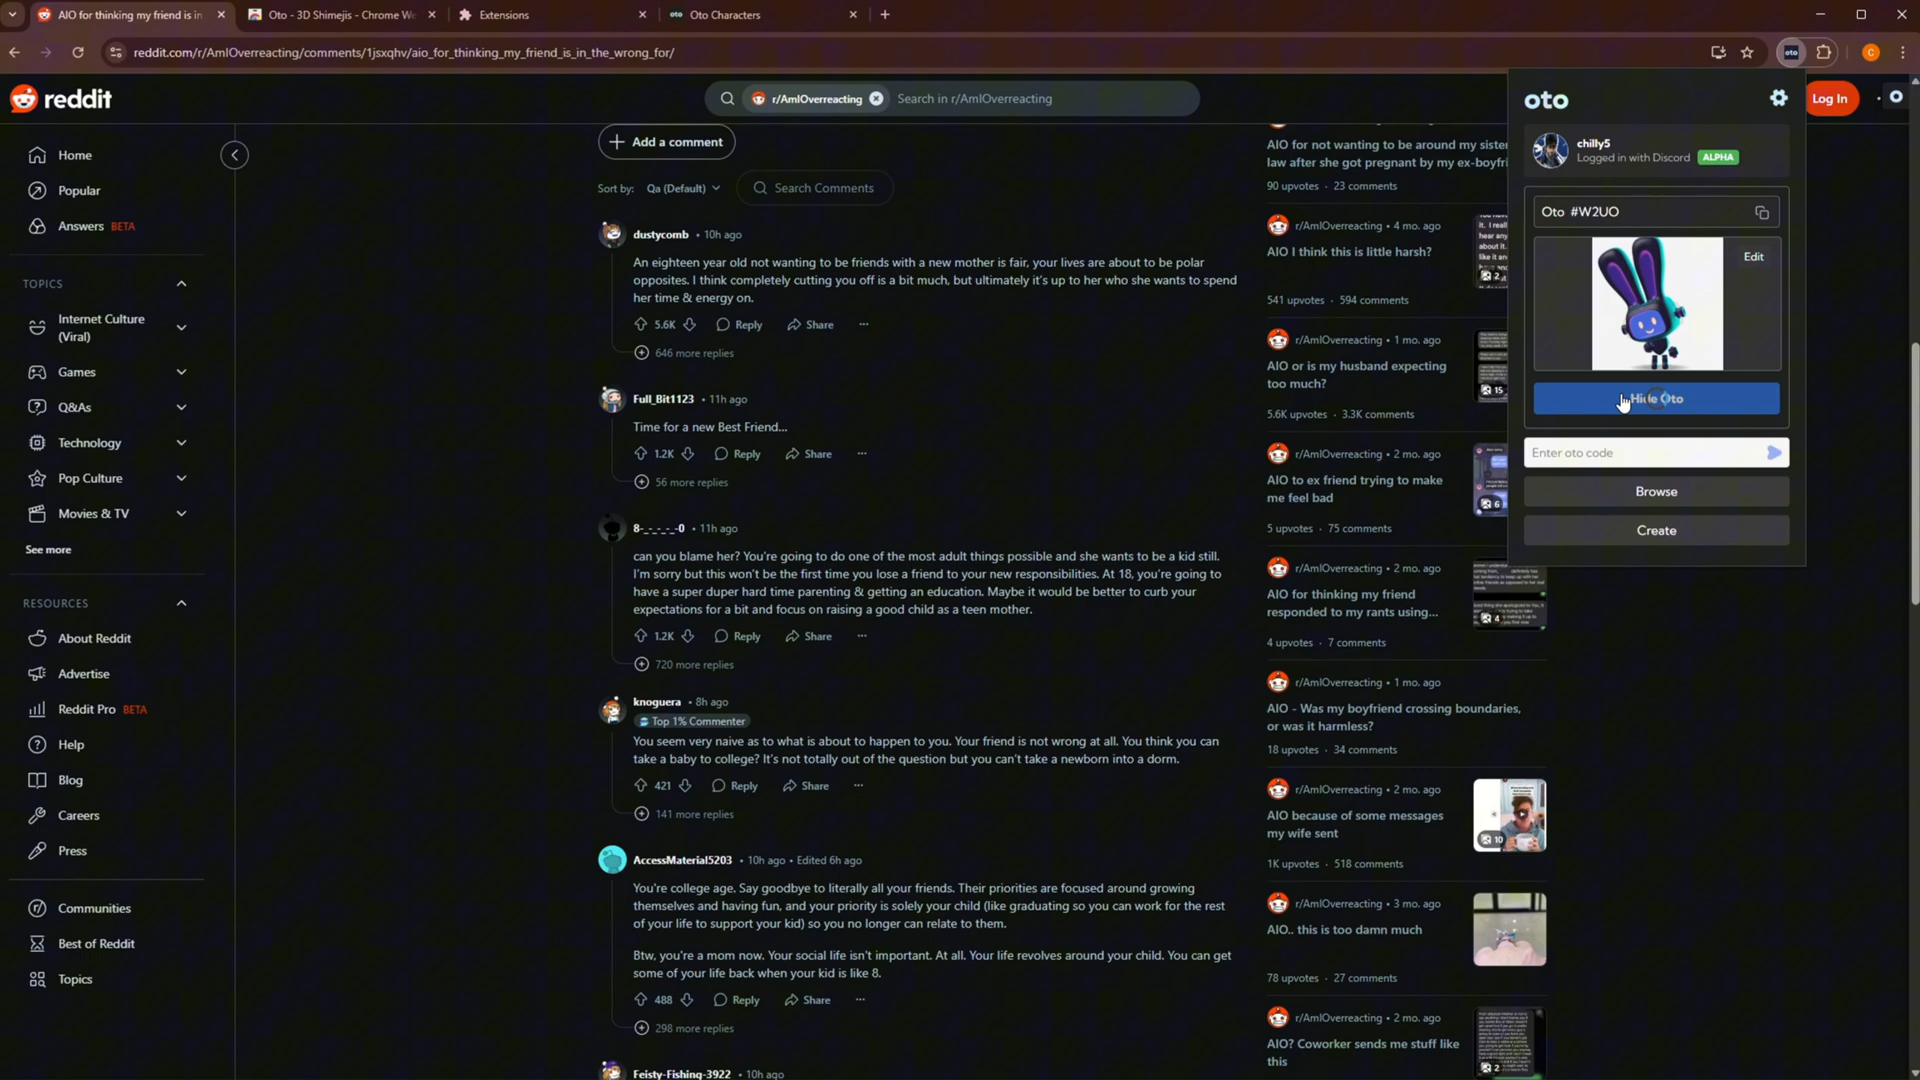 AIO for thinking my friend is in
Oto - 3D Shimejis - Chrome We
Extensions
oto Oto Characters
reddit.com/r/AmIOverreacting/comments/1jsxqhv/aio_for_thinking_my_friend_is_in_the_wrong_for/
oto
C
reddit
r/AmIOverreacting
Search in r/AmIOverreacting
Log In
Home
Popular
Answers BETA
TOPICS
Internet Culture
(Viral)
Games
Q&As
Technology
Pop Culture
Movies & TV
See more
RESOURCES
About Reddit
Advertise
Reddit Pro BETA
Help
Blog
Careers
Press
Communities
Best of Reddit
Topics
Add a comment
Sort by: Qa (Default)
Search Comments
dustycomb • 10h ago
An eighteen year old not wanting to be friends with a new mother is fair, your lives are about to be polar
opposites. I think completely cutting you off is a bit much, but ultimately it's up to her who she wants to spend
her time & energy on.
5.6K Reply Share ...
646 more replies
Full_Bit1123 • 11h ago
Time for a new Best Friend...
1.2K Reply Share ...
56 more replies
8-_-_-_-_-0 • 11h ago
can you blame her? You're going to do one of the most adult things possible and she wants to be a kid still.
I'm sorry but this won't be the first time you lose a friend to your new responsibilities. At 18, you're going to
have a super duper hard time parenting & getting an education. Maybe it would be better to curb your
expectations for a bit and focus on raising a good child as a teen mother.
1.2K Reply Share ...
720 more replies
knoguera • 8h ago
Top 1% Commenter
You seem very naive as to what is about to happen to you. Your friend is not wrong at all. You think you can
take a baby to college? It's not totally out of the question but you can't take a newborn into a dorm.
421 Reply Share ...
141 more replies
AccessMaterial5203 • 10h ago • Edited 6h ago
You're college age. Say goodbye to literally all your friends. Their priorities are focused around growing
themselves and having fun, and your priority is solely your child (like graduating so you can work for the rest
of your life to support your kid) so you no longer can relate to them.
Btw, you're a mom now. Your social life isn't important. At all. Your life revolves around your child. You can get
some of your life back when your kid is like 8.
488 Reply Share ...
298 more replies
Feisty-Fishing-3922 • 10h ago
AIO for not wanting to be around my sister
law after she got pregnant by my ex-boyfri
90 upvotes · 23 comments
r/AmIOverreacting • 4 mo. ago
AIO I think this is little harsh?
2
541 upvotes · 594 comments
r/AmIOverreacting • 1 mo. ago
AIO or is my husband expecting
too much?
15
5.6K upvotes · 3.3K comments
r/AmIOverreacting • 2 mo. ago
AIO to ex friend trying to make
me feel bad
6
5 upvotes · 75 comments
r/AmIOverreacting • 2 mo. ago
AIO for thinking my friend
responded to my rants using...
4
4 upvotes · 7 comments
r/AmIOverreacting • 1 mo. ago
AIO - Was my boyfriend crossing boundaries,
or was it harmless?
18 upvotes · 34 comments
r/AmIOverreacting • 2 mo. ago
AIO because of some messages
my wife sent
10
1K upvotes · 518 comments
r/AmIOverreacting • 3 mo. ago
AIO.. this is too damn much
78 upvotes · 27 comments
r/AmIOverreacting • 2 mo. ago
AIO? Coworker sends me stuff like
this
2
oto
chilly5
Logged in with Discord ALPHA
Oto #W2UO
Edit
Hide Oto
Enter oto code
Browse
Create